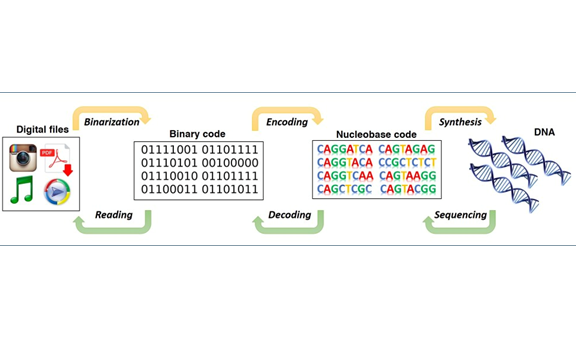 Binarization
Encoding
Synthesis
Digital files
Binary code
Nucleobase code
DNA
PDF
01111001 01101111
01110101 00100000
01110010 01101111
01100011 01101011
CAGGATCA CAGTAGAG
CAGGTACA CCGCTCTCT
CAGGTCAA CAGTAAGG
CAGCTCGC CAGTACGG
Reading
Decoding
Sequencing